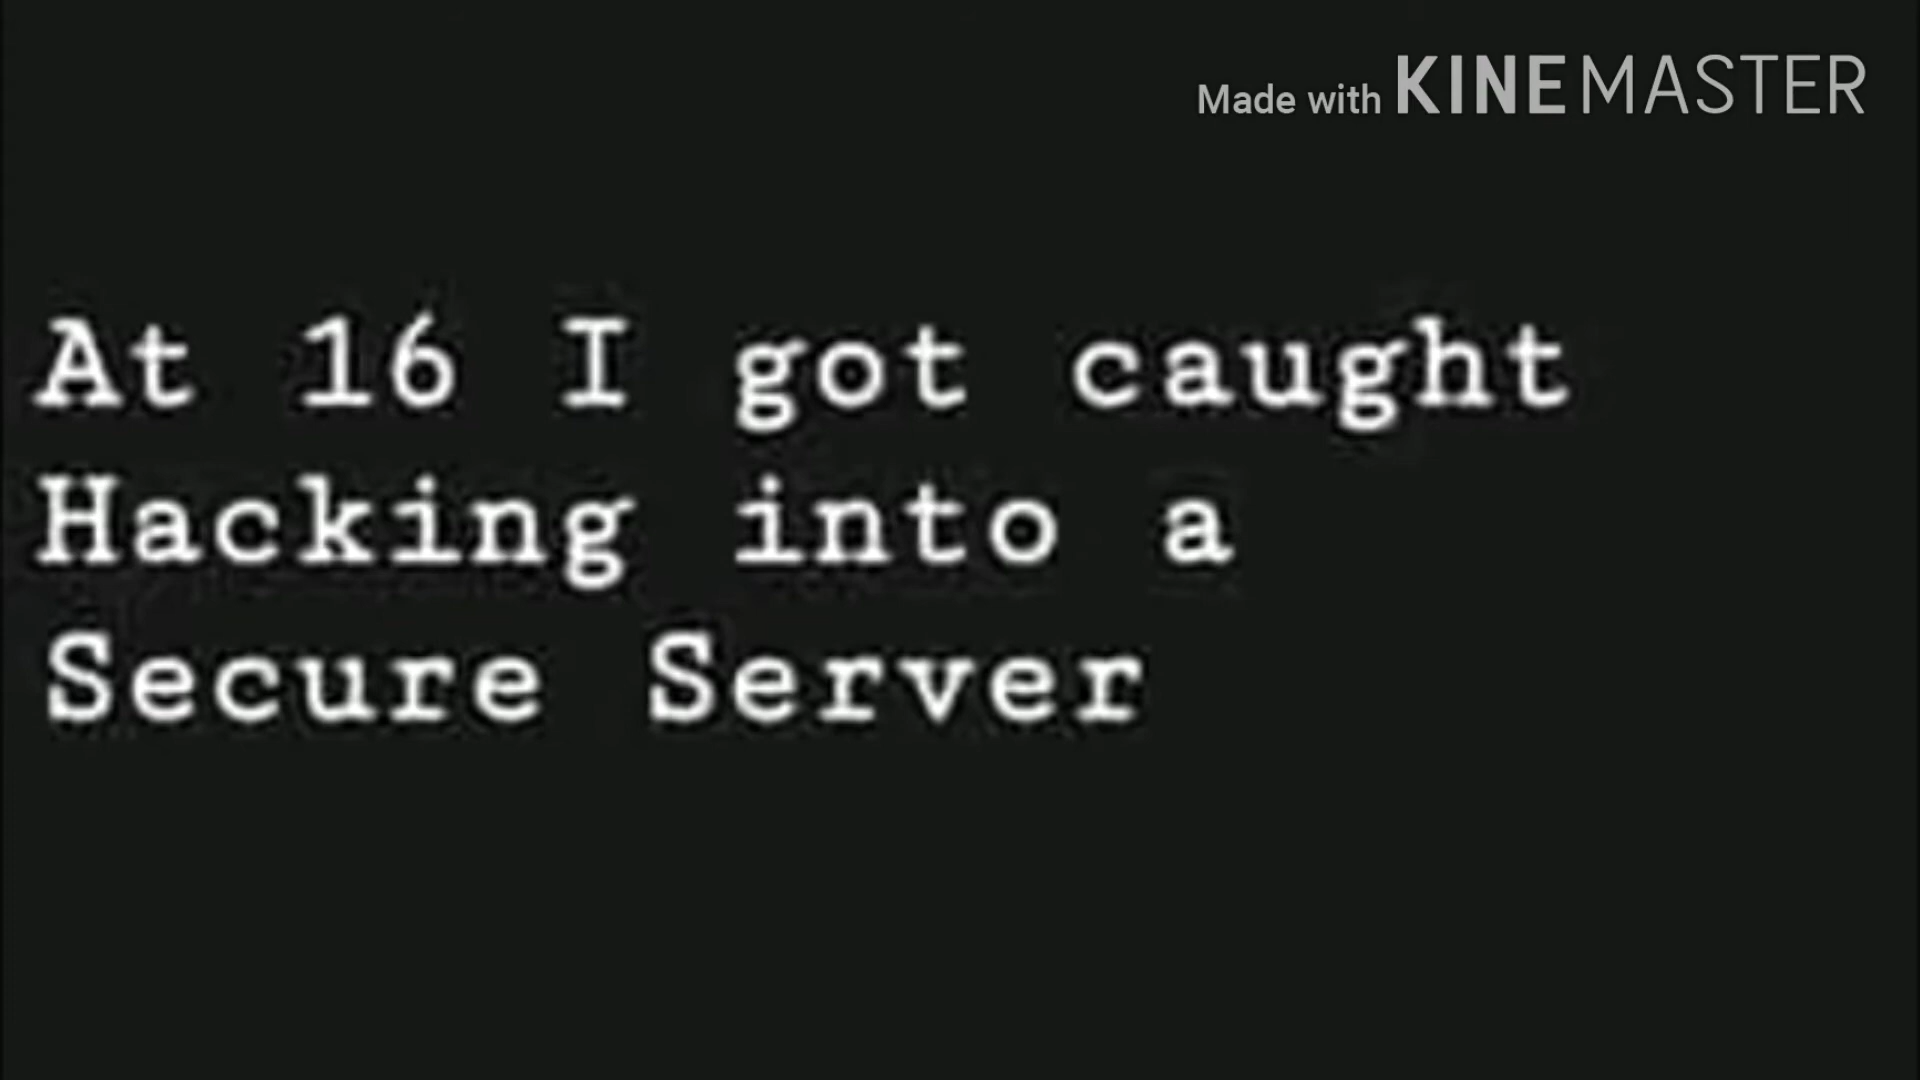 Made with KINEMASTER
At 16 I got caught
Hacking into a
Secure Server